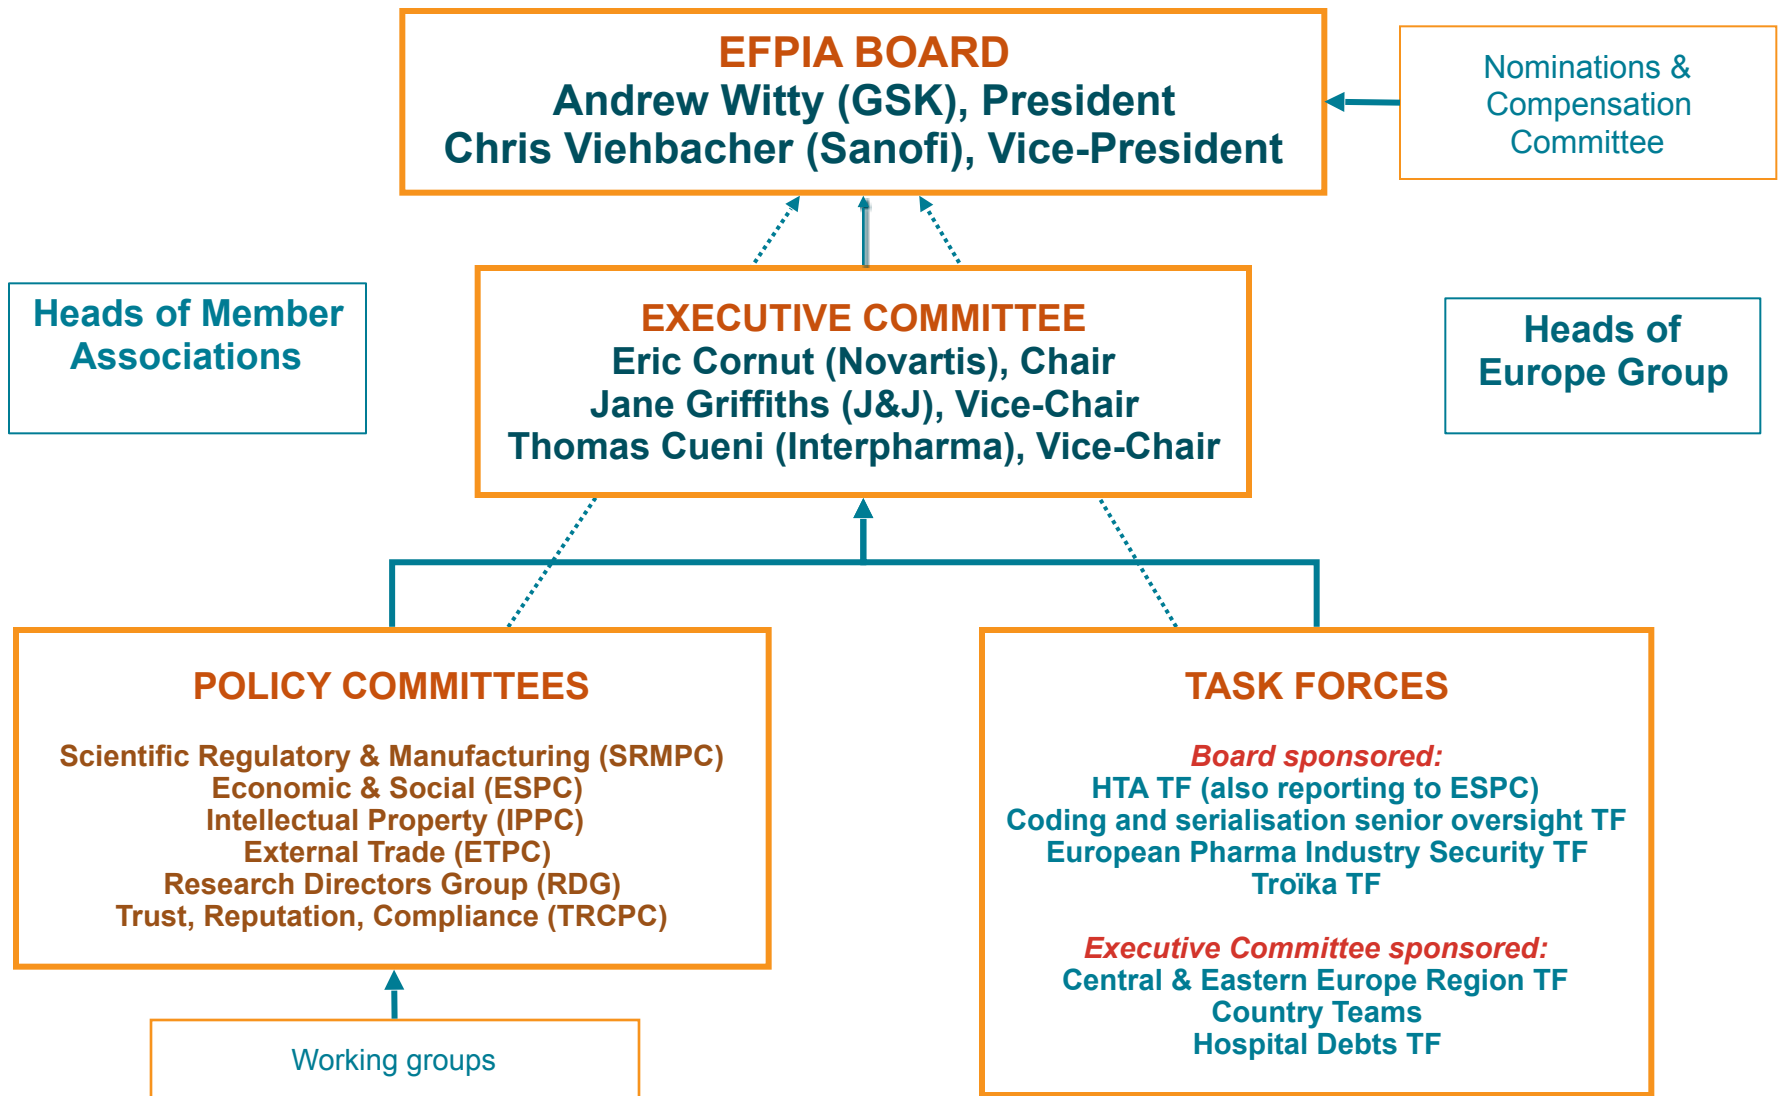 EFPIA BOARD
Andrew Witty (GSK), President
Chris Viehbacher (Sanofi), Vice-President
Nominations &
Compensation
Committee
Heads of Member
Associations
EXECUTIVE COMMITTEE
Eric Cornut (Novartis), Chair
Jane Griffiths (J&J), Vice-Chair
Thomas Cueni (Interpharma), Vice-Chair
Heads of
Europe Group
POLICY COMMITTEES
Scientific Regulatory & Manufacturing (SRMPC)
Economic & Social (ESPC)
Intellectual Property (IPPC)
External Trade (ETPC)
Research Directors Group (RDG)
Trust, Reputation, Compliance (TRCPC)
Working groups
TASK FORCES
Board sponsored:
HTA TF (also reporting to ESPC)
Coding and serialisation senior oversight TF
European Pharma Industry Security TF
Troïka TF
Executive Committee sponsored:
Central & Eastern Europe Region TF
Country Teams
Hospital Debts TF